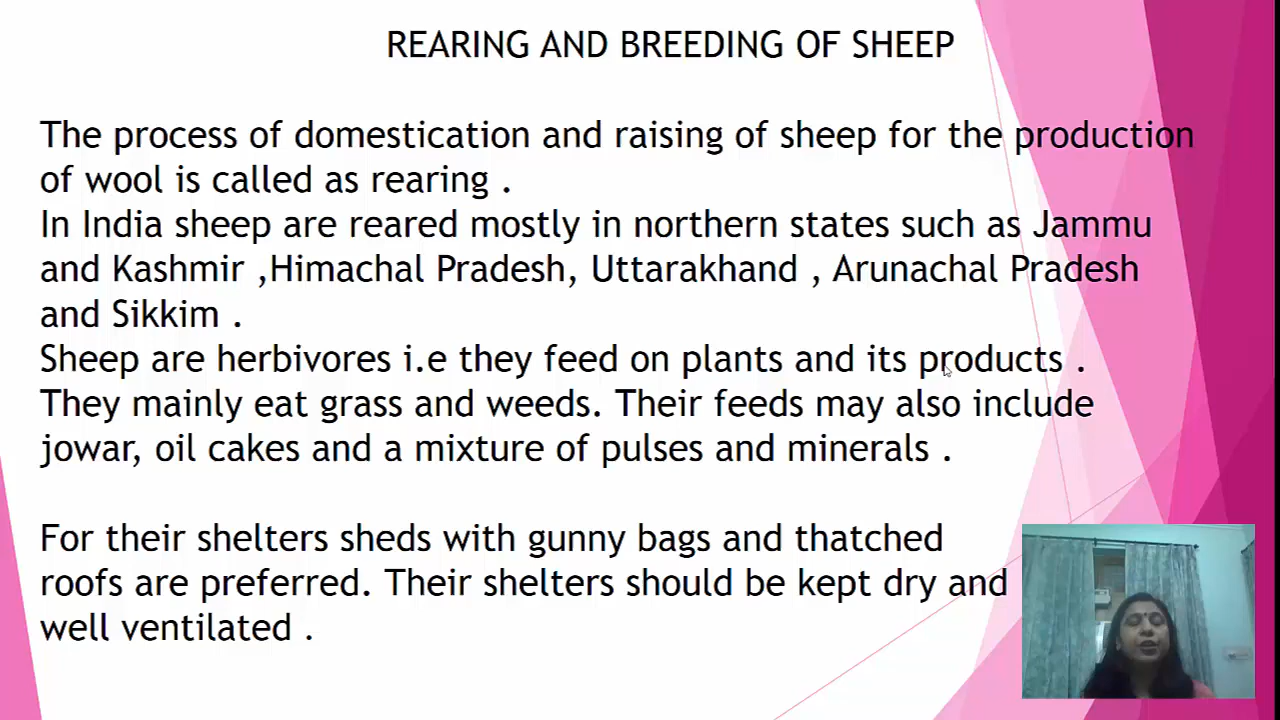 REARING AND BREEDING OF SHEEP
The process of domestication and raising of sheep for the production
of wool is called as rearing .
In India sheep are reared mostly in northern states such as Jammu
and Kashmir ,Himachal Pradesh, Uttarakhand , Arunachal Pradesh
and Sikkim .
Sheep are herbivores i.e they feed on plants and its products .
They mainly eat grass and weeds. Their feeds may also include
jowar, oil cakes and a mixture of pulses and minerals .
For their shelters sheds with gunny bags and thatched
roofs are preferred. Their shelters should be kept dry and
well ventilated .